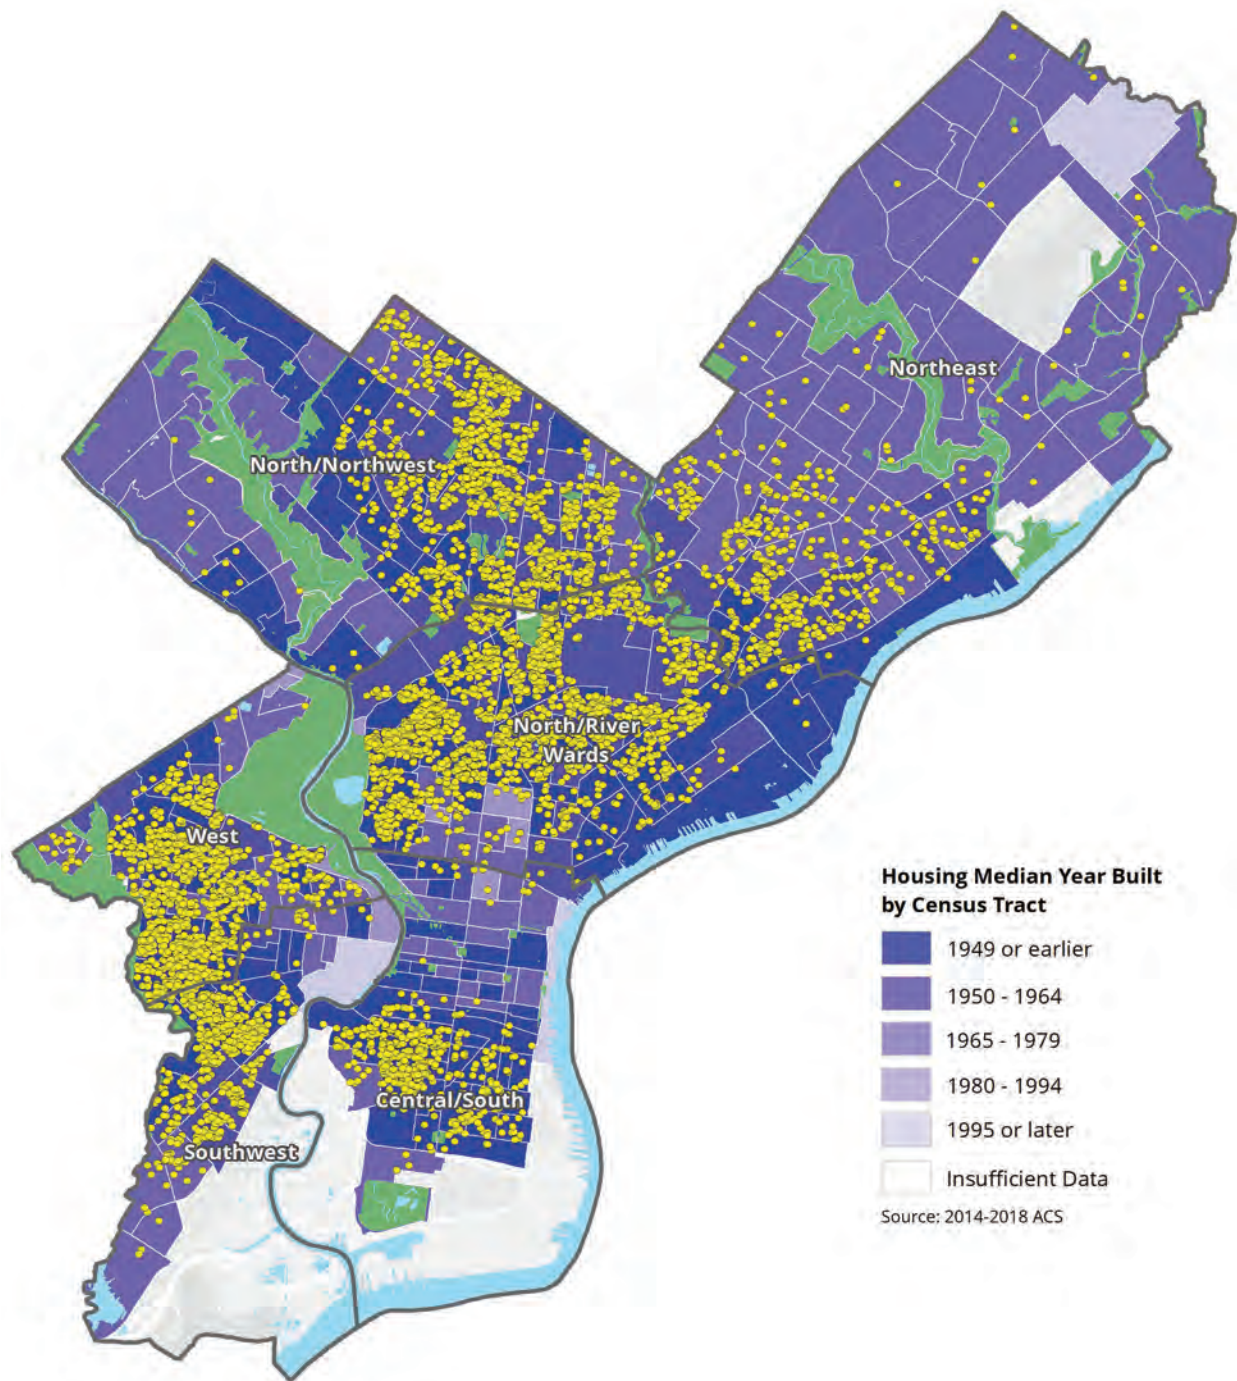 Northeast
North/Northwest
North/River
Wards
West
Central/South
Southwest
Housing Median Year Built
by Census Tract
1949 or earlier
1950 - 1964
1965 - 1979
1980 - 1994
1995 or later
Insufficient Data
Source: 2014-2018 ACS